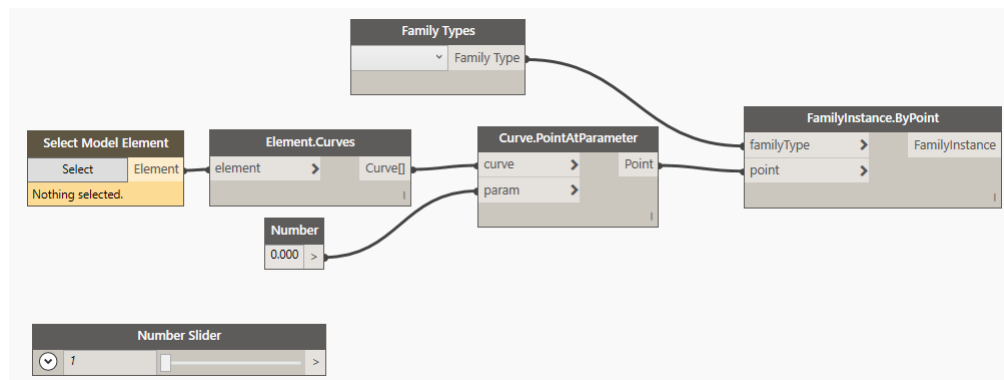 Family Types
Family Type
Select Model Element
Select
Element
Nothing selected.
Element.Curves
element
>
Curve[]
l
Number
0.000
>
Curve.PointAtParameter
curve
>
Point
param
>
l
FamilyInstance.ByPoint
familyType
>
FamilyInstance
point
>
l
Number Slider
1
>